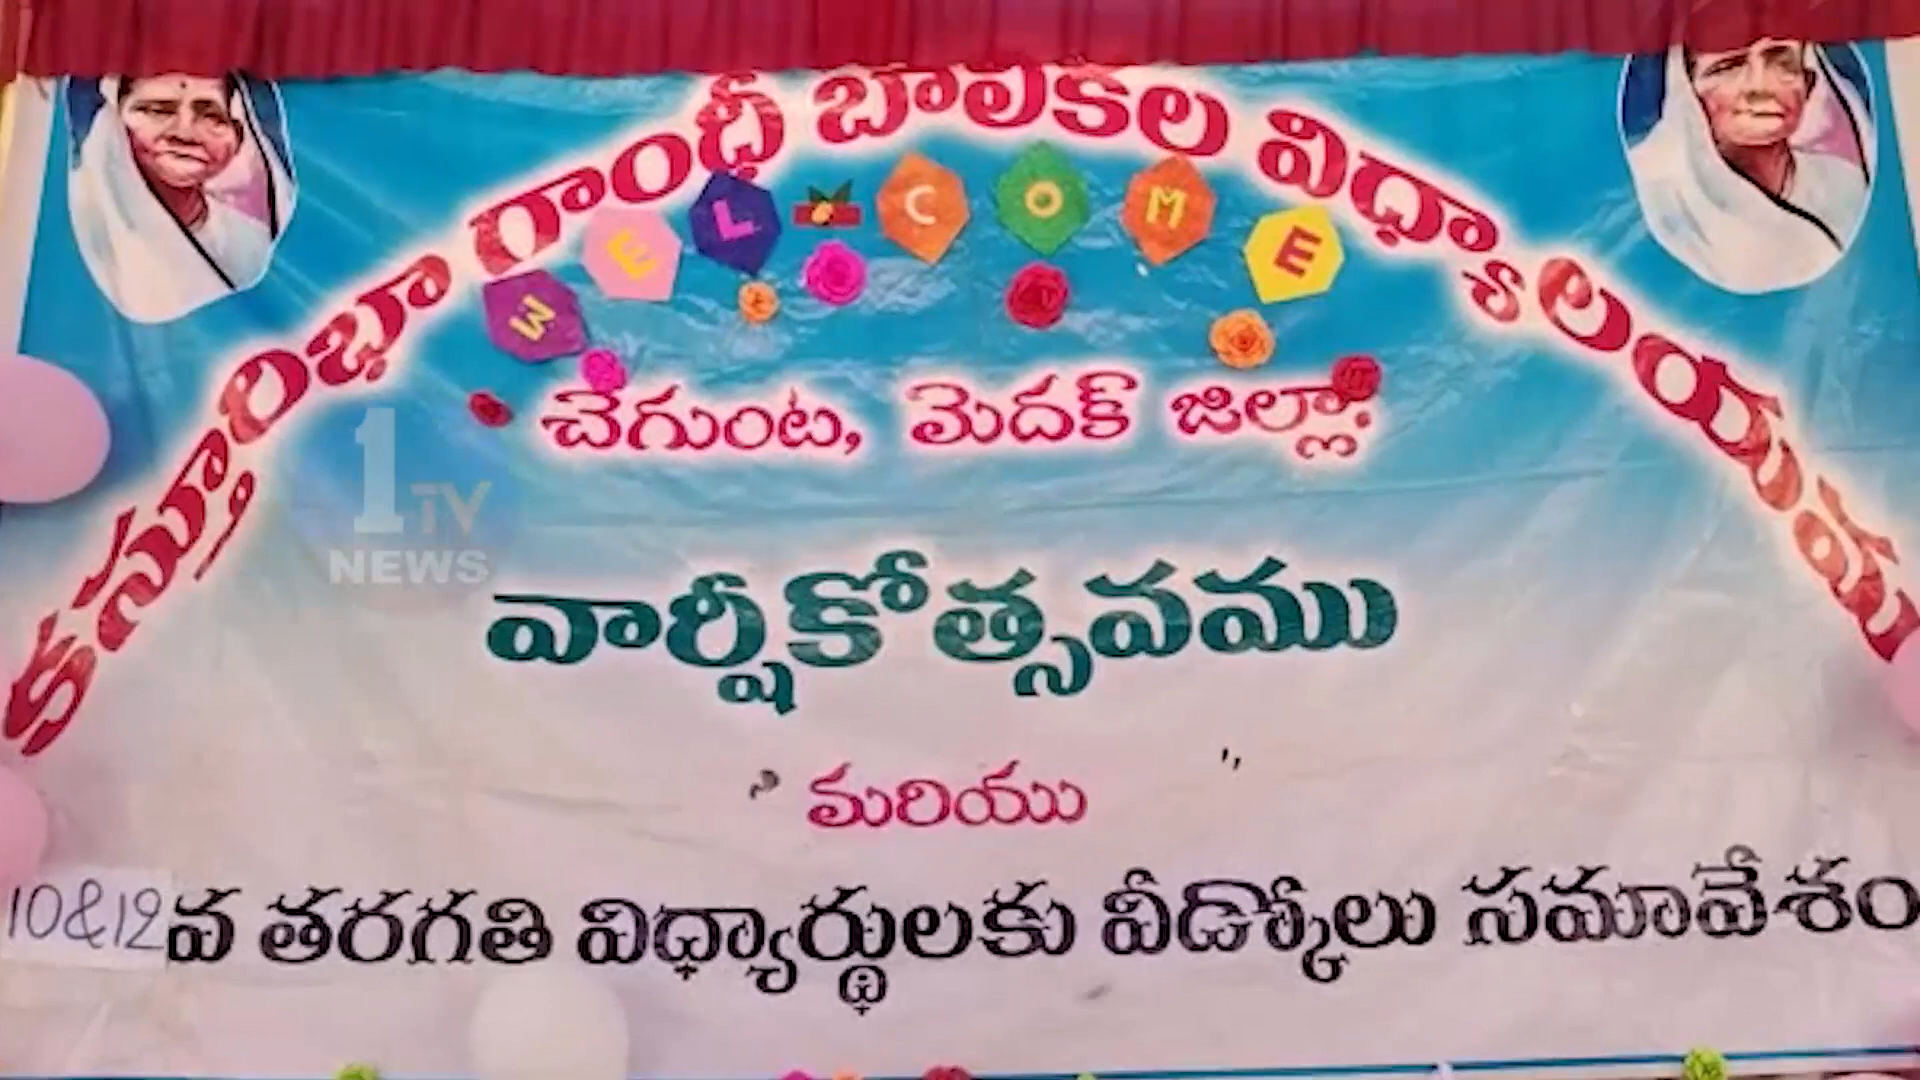 కస్తూరిభా గాంధీ బాలికల విద్యాలయము
WELCOME
చేగుంట, మెదక్ జిల్లా.
1TV
NEWS
వార్షీకోత్సవము
మరియు
10&12వ తరగతి విధ్యార్థులకు వీడ్కోలు సమావేశం